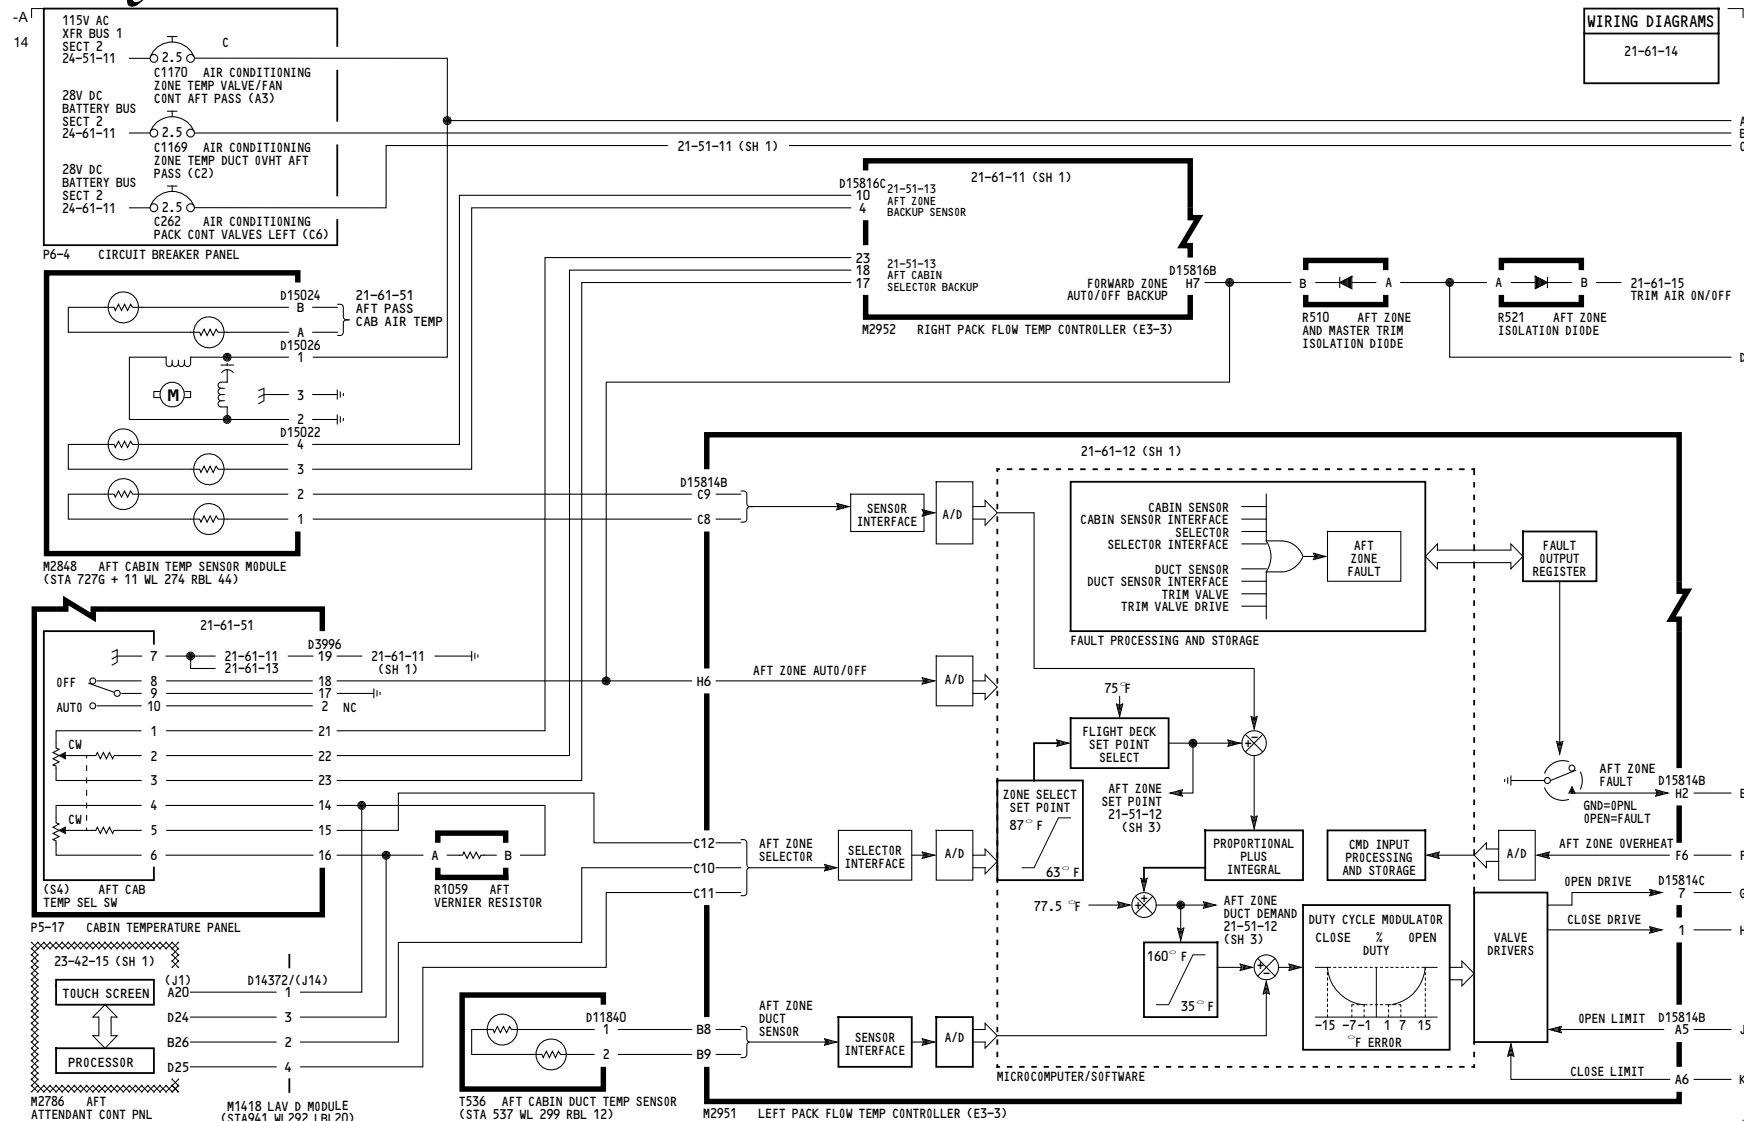 -A
14
115V AC
XFR BUS 1
SECT 2
24-51-11
2.5
C
C1170 AIR CONDITIONING
ZONE TEMP VALVE/FAN
CONT AFT PASS (A3)
28V DC
BATTERY BUS
SECT 2
24-61-11
2.5
C1169 AIR CONDITIONING
ZONE TEMP DUCT OVHT AFT
PASS (C2)
28V DC
BATTERY BUS
SECT 2
24-61-11
2.5
C262 AIR CONDITIONING
PACK CONT VALVES LEFT (C6)
P6-4 CIRCUIT BREAKER PANEL
WIRING DIAGRAMS
21-61-14
21-51-11 (SH 1)
D15816C
10
4
21-51-13
AFT ZONE
BACKUP SENSOR
21-61-11 (SH 1)
23
18
17
21-51-13
AFT CABIN
SELECTOR BACKUP
FORWARD ZONE
AUTO/OFF BACKUP
D15816B
H7
M2952 RIGHT PACK FLOW TEMP CONTROLLER (E3-3)
B
A
R510 AFT ZONE
AND MASTER TRIM
ISOLATION DIODE
A
B
R521 AFT ZONE
ISOLATION DIODE
21-61-15
TRIM AIR ON/OFF
D15024
B
A
21-61-51
AFT PASS
CAB AIR TEMP
D15026
1
M
3
2
D15022
4
3
2
1
M2848 AFT CABIN TEMP SENSOR MODULE
(STA 727G + 11 WL 274 RBL 44)
21-61-51
D3996
7
21-61-11
21-61-13
19
21-61-11
(SH 1)
OFF
8
18
9
17
AUTO
10
2
NC
CW
1
21
2
22
3
23
CW
4
14
5
15
6
16
(S4) AFT CAB
TEMP SEL SW
A
B
R1059 AFT
VERNIER RESISTOR
P5-17 CABIN TEMPERATURE PANEL
23-42-15 (SH 1)
TOUCH SCREEN
PROCESSOR
(J1)
A20
D24
B26
D25
D14372/(J14)
1
3
2
4
M2786 AFT
ATTENDANT CONT PNL
M1418 LAV D MODULE
(STA941 WL292 LBL20)
D11840
1
2
T536 AFT CABIN DUCT TEMP SENSOR
(STA 537 WL 299 RBL 12)
21-61-12 (SH 1)
D15814B
C9
C8
SENSOR
INTERFACE
A/D
CABIN SENSOR
CABIN SENSOR INTERFACE
SELECTOR
SELECTOR INTERFACE
DUCT SENSOR
DUCT SENSOR INTERFACE
TRIM VALVE
TRIM VALVE DRIVE
AFT
ZONE
FAULT
FAULT PROCESSING AND STORAGE
FAULT
OUTPUT
REGISTER
H6
AFT ZONE AUTO/OFF
A/D
75°F
FLIGHT DECK
SET POINT
SELECT
AFT ZONE
SET POINT
21-51-12
(SH 3)
ZONE SELECT
SET POINT
87°F
63°F
C12
C10
C11
AFT ZONE
SELECTOR
SELECTOR
INTERFACE
A/D
PROPORTIONAL
PLUS
INTEGRAL
CMD INPUT
PROCESSING
AND STORAGE
A/D
AFT ZONE
FAULT
GND=OPNL
OPEN=FAULT
D15814B
H2
AFT ZONE OVERHEAT
F6
77.5 °F
AFT ZONE
DUCT DEMAND
21-51-12
(SH 3)
160°F
35°F
DUTY CYCLE MODULATOR
CLOSE % OPEN
DUTY
-15 -7 -1 1 7 15
°F ERROR
VALVE
DRIVERS
OPEN DRIVE
D15814C
7
CLOSE DRIVE
1
OPEN LIMIT
D15814B
A5
CLOSE LIMIT
A6
B8
B9
AFT ZONE
DUCT
SENSOR
SENSOR
INTERFACE
A/D
MICROCOMPUTER/SOFTWARE
M2951 LEFT PACK FLOW TEMP CONTROLLER (E3-3)